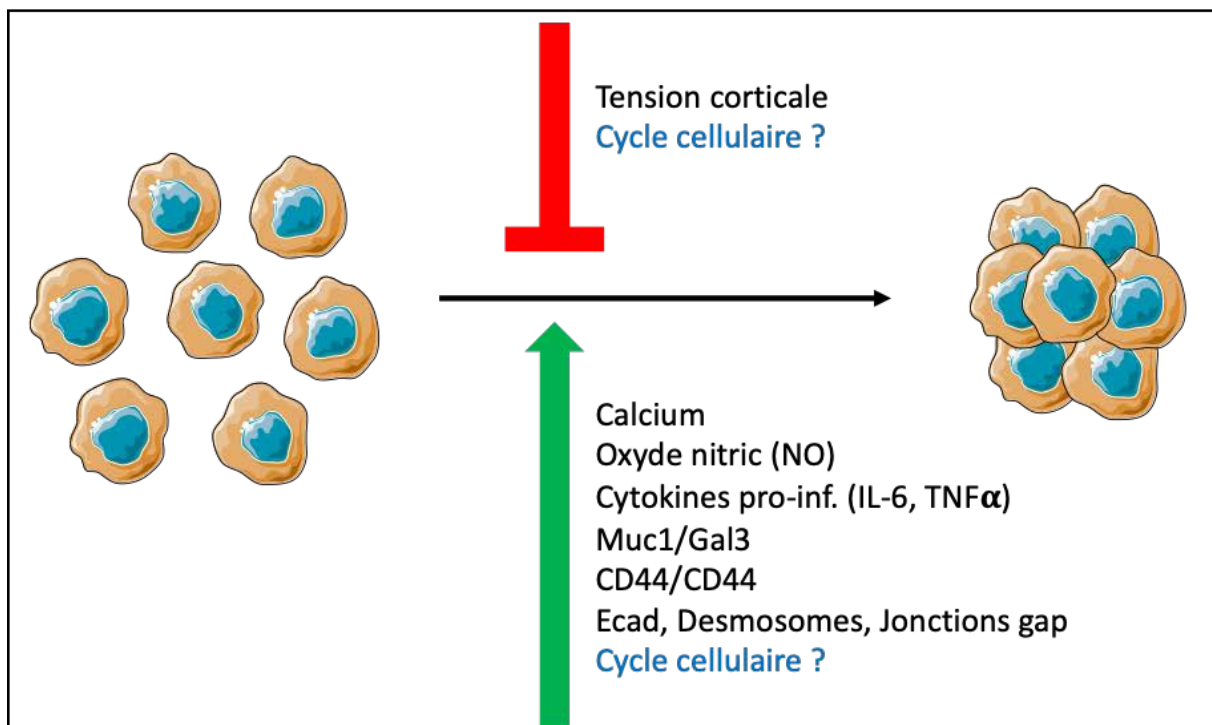 Tension corticale
Cycle cellulaire ?
Calcium
Oxyde nitric (NO)
Cytokines pro-inf. (IL-6, TNFα)
Muc1/Gal3
CD44/CD44
Ecad, Desmosomes, Jonctions gap
Cycle cellulaire ?